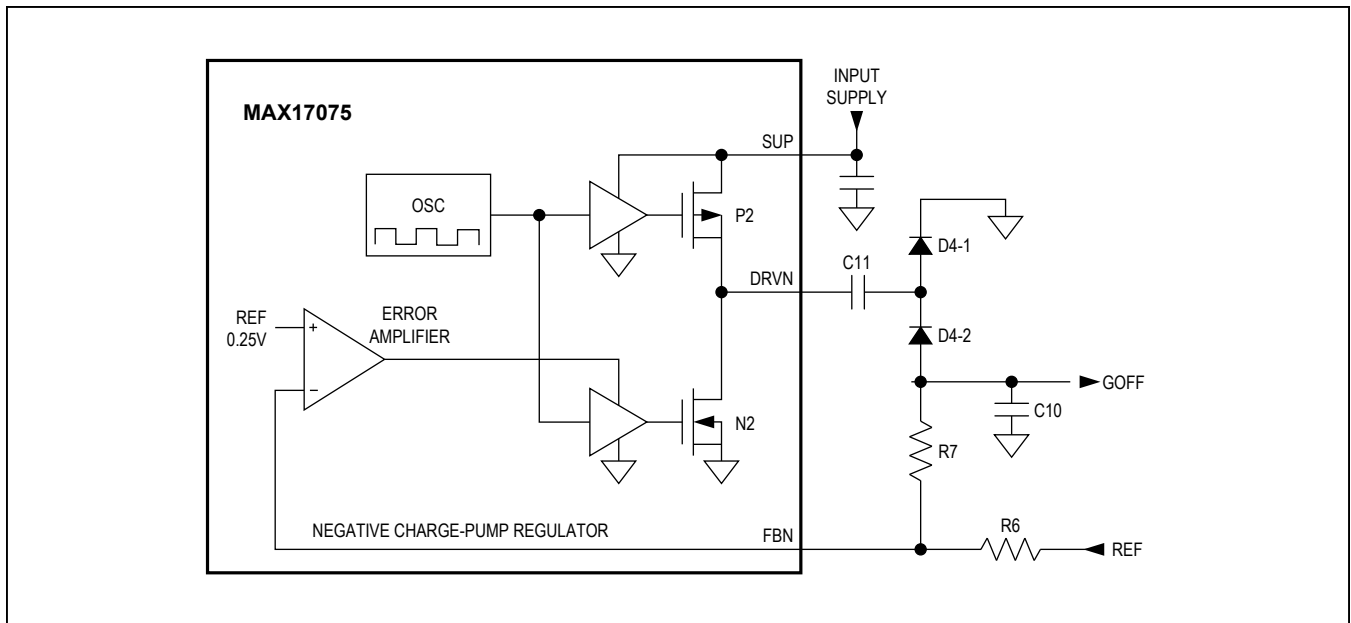 MAX17075
INPUT
SUPPLY
SUP
OSC
P2
D4-1
C11
DRVN
REF
0.25V
ERROR
AMPLIFIER
+
−
D4-2
GOFF
C10
N2
R7
NEGATIVE CHARGE-PUMP REGULATOR
FBN
R6
REF